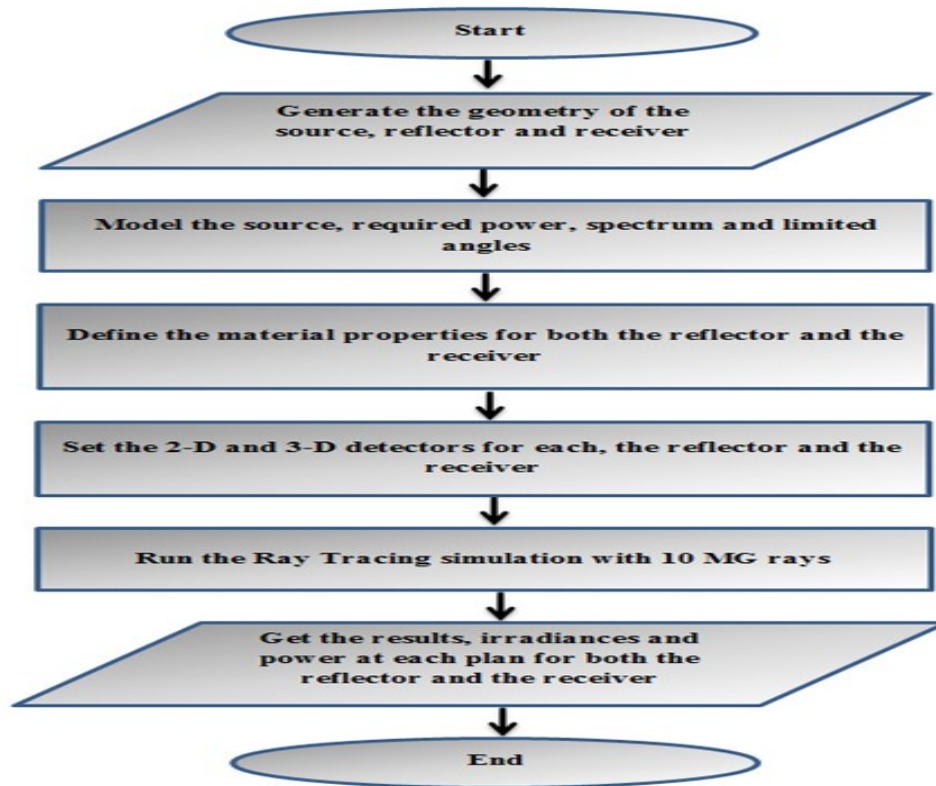 Start
Generate the geometry of the
source, reflector and receiver
Model the source, required power, spectrum and limited
angles
Define the material properties for both the reflector and the
receiver
Set the 2-D and 3-D detectors for each, the reflector and the
receiver
Run the Ray Tracing simulation with 10 MG rays
Get the results, irradiances and
power at each plan for both the
reflector and the receiver
End